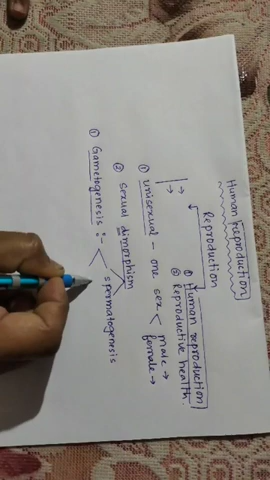 Human Reproduction
Reproduction
① Human reproduction
② Reproductive health
① unisexual - one sex < male →
female →
② sexual dimorphism
① Gametogenesis :-
spermatogenesis